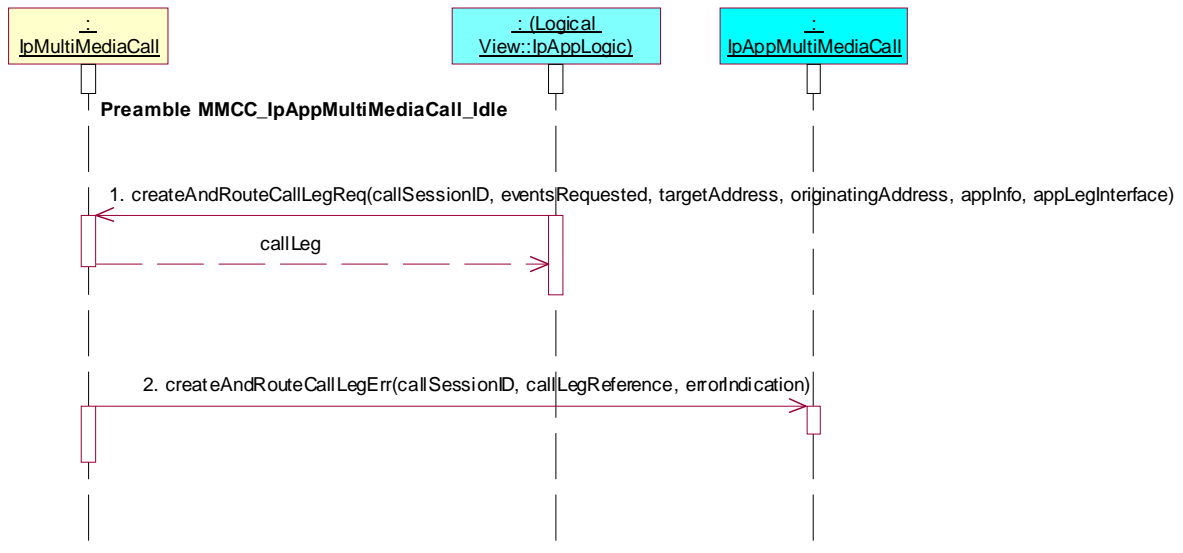 :
IpMultiMediaCall
: (Logical
View::IpAppLogic)
:
IpAppMultiMediaCall
Preamble MMCC_IpAppMultiMediaCall_Idle
1. createAndRouteCallLegReq(callSessionID, eventsRequested, targetAddress, originatingAddress, appInfo, appLegInterface)
callLeg
2. createAndRouteCallLegErr(callSessionID, callLegReference, errorIndication)